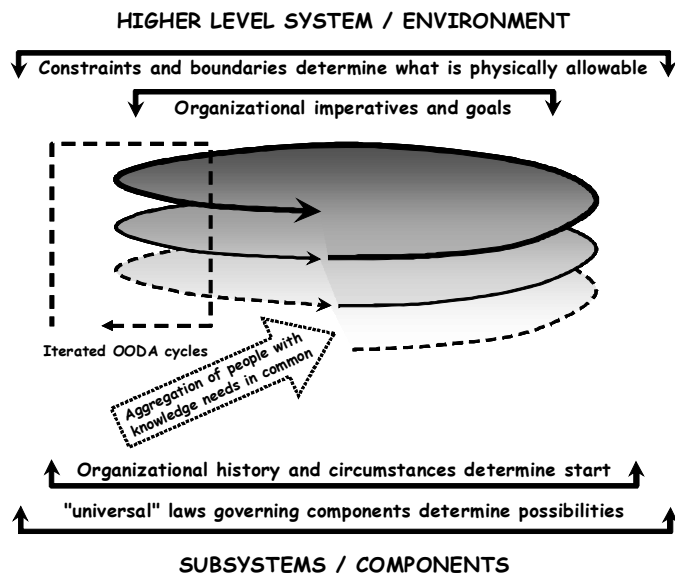 HIGHER LEVEL SYSTEM / ENVIRONMENT
Constraints and boundaries determine what is physically allowable
Organizational imperatives and goals
Iterated OODA cycles
Aggregation of people with
knowledge needs in common
Organizational history and circumstances determine start
"universal" laws governing components determine possibilities
SUBSYSTEMS / COMPONENTS